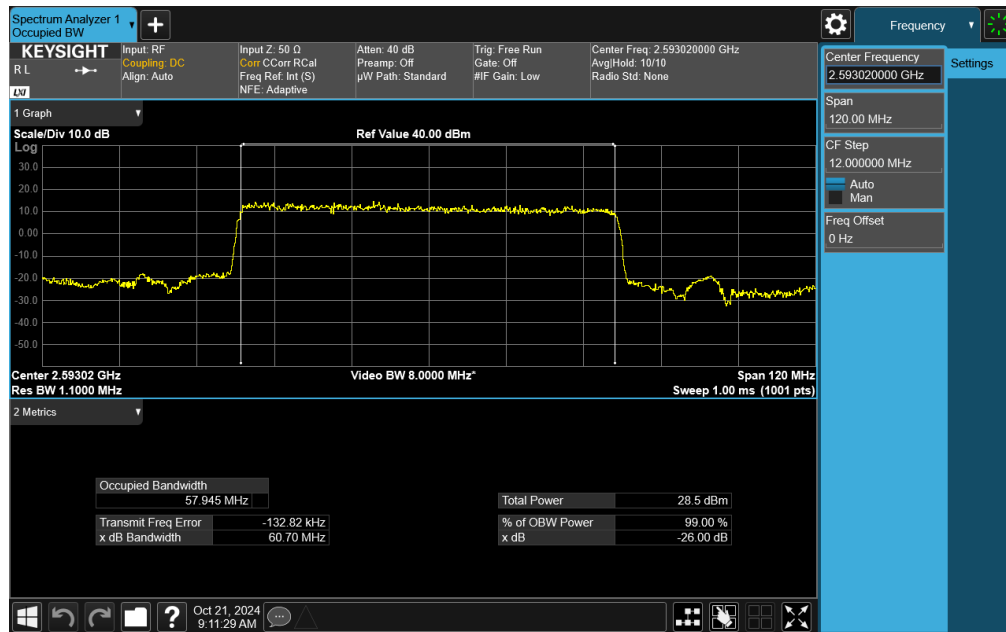 Spectrum Analyzer 1
Occupied BW
Frequency
KEYSIGHT
R L
LXI
Input: RF
Coupling: DC
Align: Auto
Input Z: 50 Ω
Corr CCorr RCal
Freq Ref: Int (S)
NFE: Adaptive
Atten: 40 dB
Preamp: Off
µW Path: Standard
Trig: Free Run
Gate: Off
#IF Gain: Low
Center Freq: 2.593020000 GHz
Avg|Hold: 10/10
Radio Std: None
Center Frequency
2.593020000 GHz
Settings
Span
120.00 MHz
CF Step
12.000000 MHz
Auto
Man
Freq Offset
0 Hz
1 Graph
Scale/Div 10.0 dB
Ref Value 40.00 dBm
Log
30.0
20.0
10.0
0.00
-10.0
-20.0
-30.0
-40.0
-50.0
Center 2.59302 GHz
Video BW 8.0000 MHz*
Span 120 MHz
Res BW 1.1000 MHz
Sweep 1.00 ms (1001 pts)
2 Metrics
Occupied Bandwidth
57.945 MHz
Total Power 28.5 dBm
Transmit Freq Error -132.82 kHz
% of OBW Power 99.00 %
x dB Bandwidth 60.70 MHz
x dB -26.00 dB
?
Oct 21, 2024
9:11:29 AM